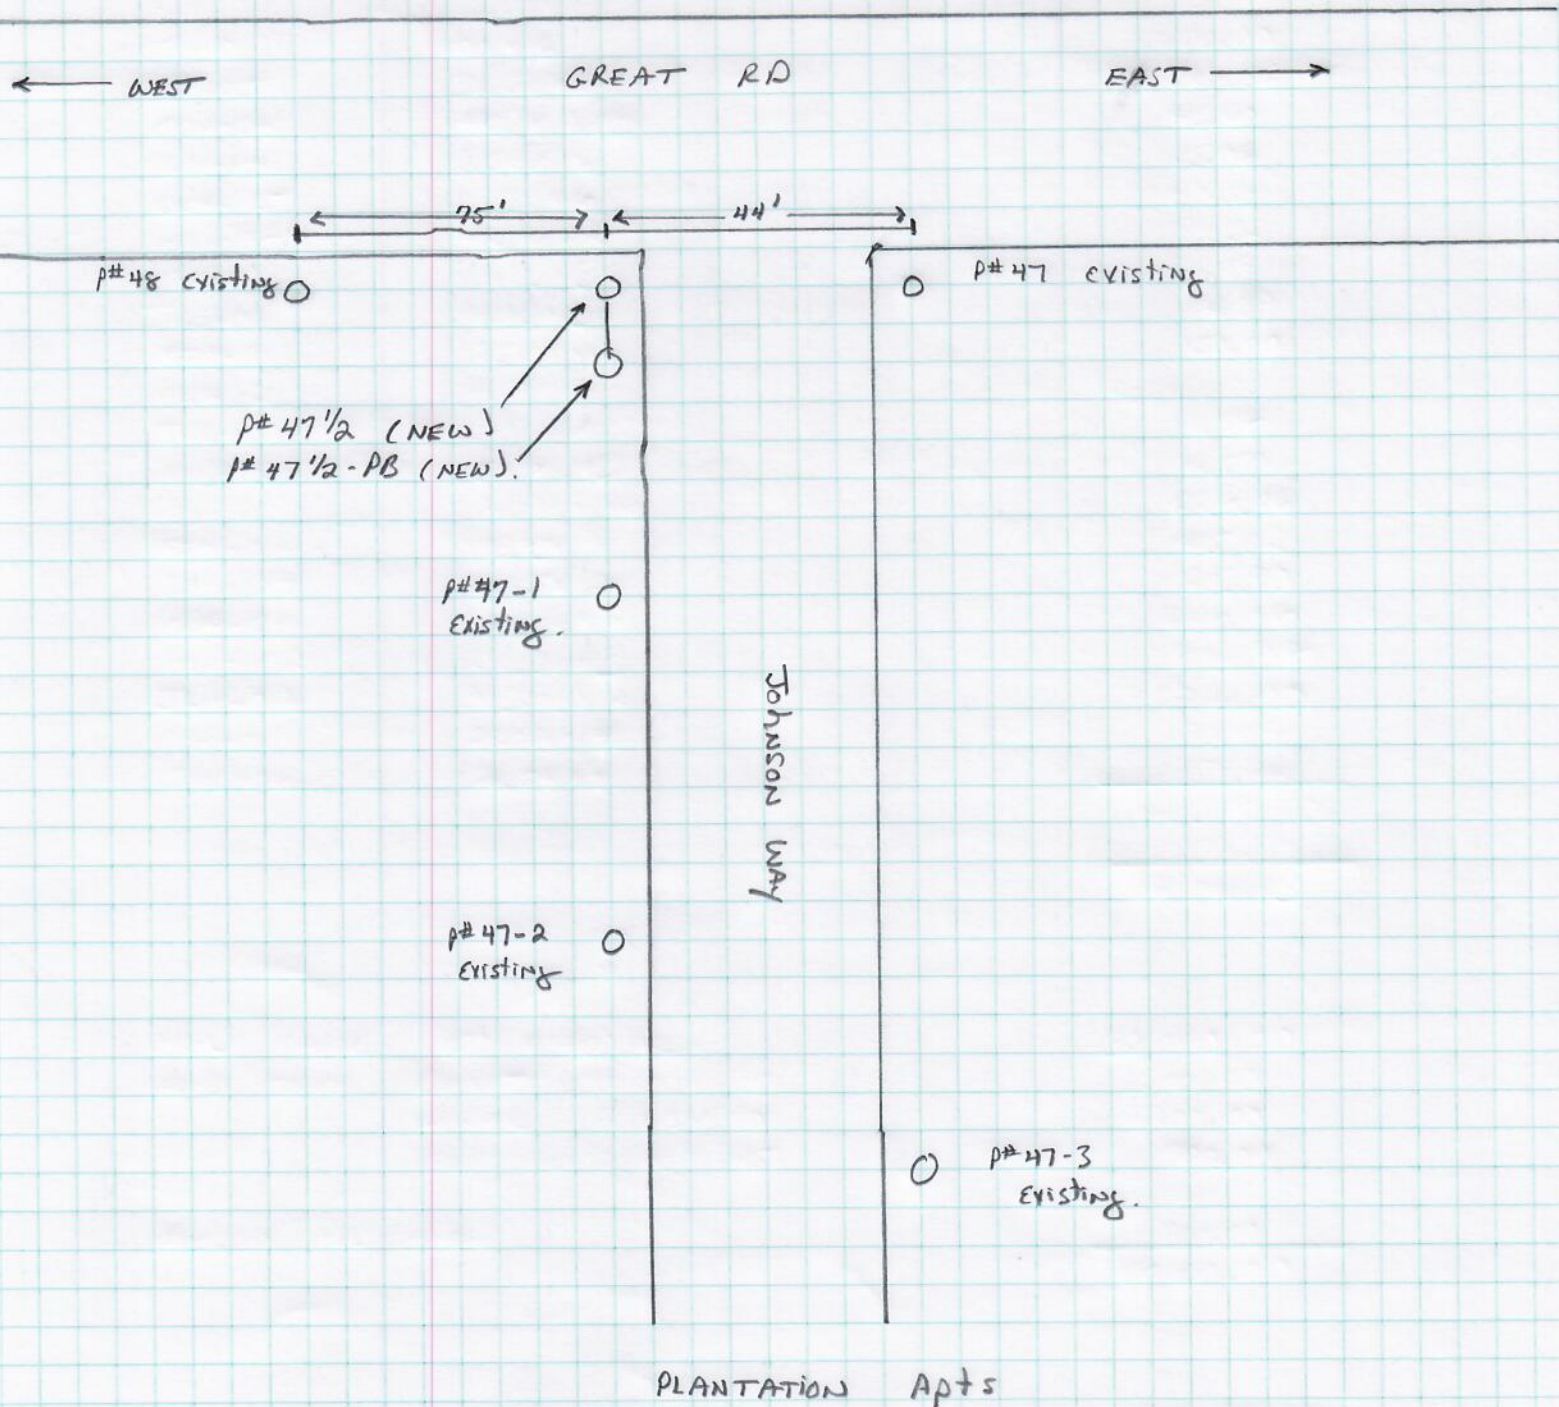 WEST
GREAT RD
EAST
75'
44'
P# 48 Existing
P# 47 Existing
P# 47 1/2 (NEW)
P# 47 1/2 - PB (NEW).
P# 47-1
Existing.
JOHNSON WAY
P# 47-2
Existing
P# 47-3
Existing.
PLANTATION Apts